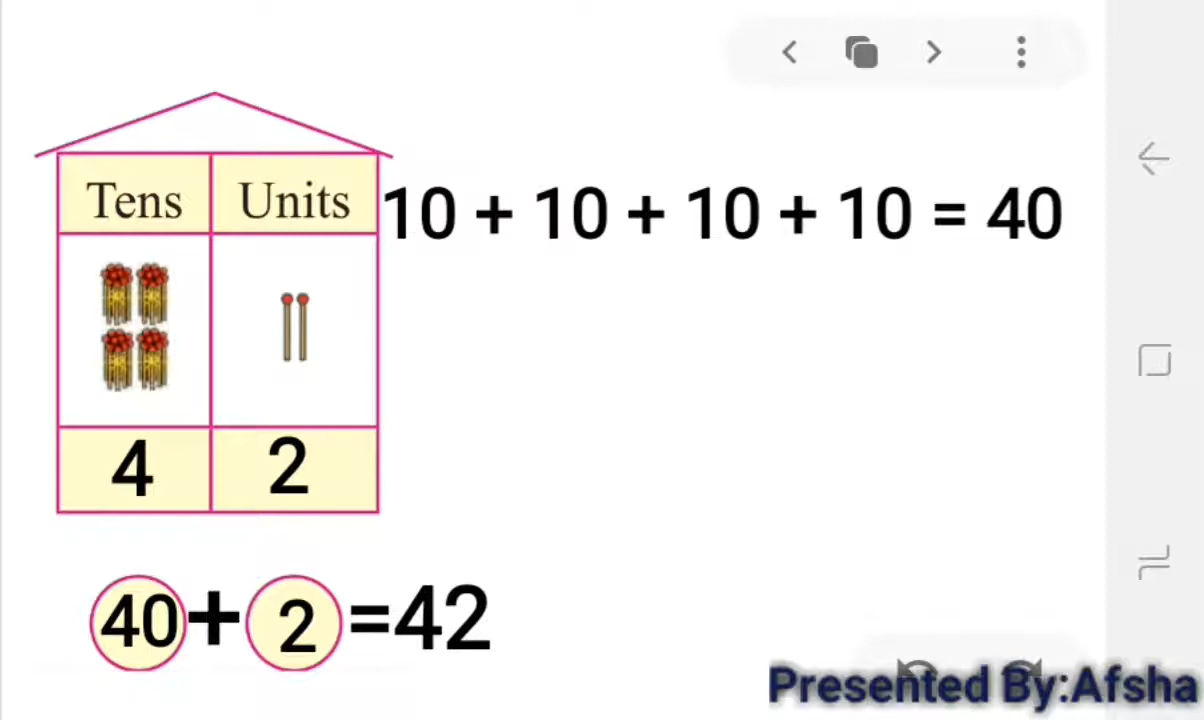 Tens Units
10 + 10 + 10 + 10 = 40
4 2
40+2=42
Presented By:Afsha